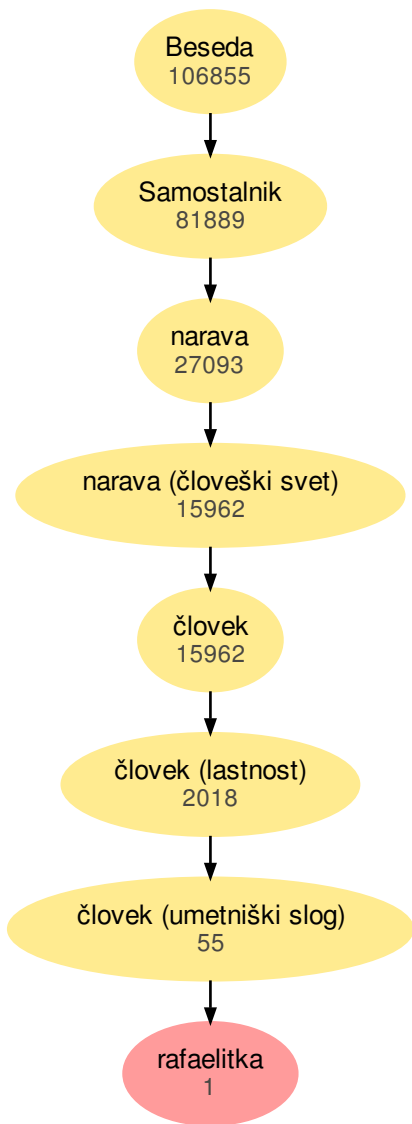 Beseda
106855
Samostalnik
81889
narava
27093
narava (človeški svet)
15962
človek
15962
človek (lastnost)
2018
človek (umetniški slog)
55
rafaelitka
1